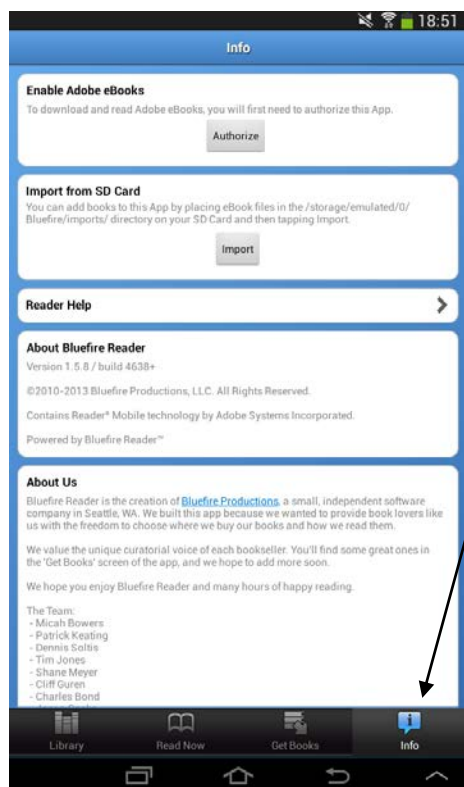 18:51
Info
Enable Adobe eBooks
To download and read Adobe eBooks, you will first need to authorize this App.
Authorize
Import from SD Card
You can add books to this App by placing eBook files in the /storage/emulated/0/
Bluefire/imports/ directory on your SD Card and then tapping Import.
Import
Reader Help
About Bluefire Reader
Version 1.5.8 / build 4638+
©2010-2013 Bluefire Productions, LLC. All Rights Reserved.
Contains Reader® Mobile technology by Adobe Systems Incorporated.
Powered by Bluefire Reader™
About Us
Bluefire Reader is the creation of Bluefire Productions, a small, independent software
company in Seattle, WA. We built this app because we wanted to provide book lovers like
us with the freedom to choose where we buy our books and how we read them.
We value the unique curatorial voice of each bookseller. You'll find some great ones in
the 'Get Books' screen of the app, and we hope to add more soon.
We hope you enjoy Bluefire Reader and many hours of happy reading.
The Team:
- Micah Bowers
- Patrick Keating
- Dennis Soltis
- Tim Jones
- Shane Meyer
- Cliff Guren
- Charles Bond
Library
Read Now
Get Books
Info